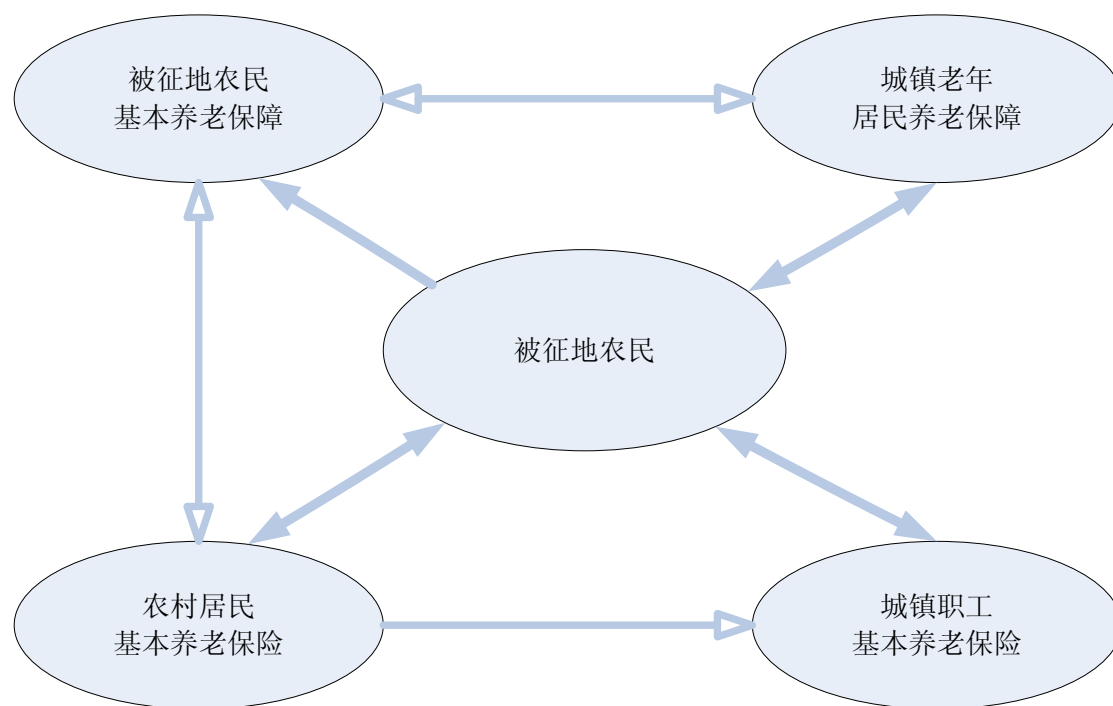 被征地农民
基本养老保障
城镇老年
居民养老保障
被征地农民
农村居民
基本养老保险
城镇职工
基本养老保险